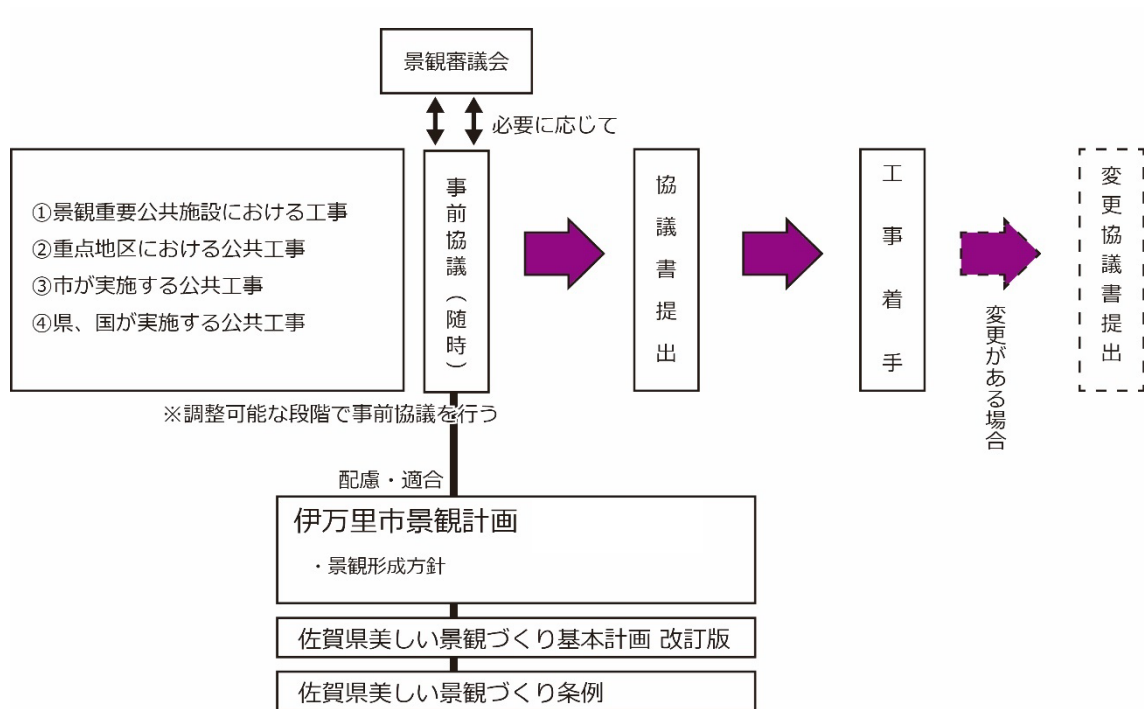 景観審議会
必要に応じて
①景観重要公共施設における工事
②重点地区における公共工事
③市が実施する公共工事
④県、国が実施する公共工事
事前協議（随時）
協議書提出
工事着手
変更がある場合
変更協議書提出
※調整可能な段階で事前協議を行う
配慮・適合
伊万里市景観計画
・景観形成方針
佐賀県美しい景観づくり基本計画 改訂版
佐賀県美しい景観づくり条例